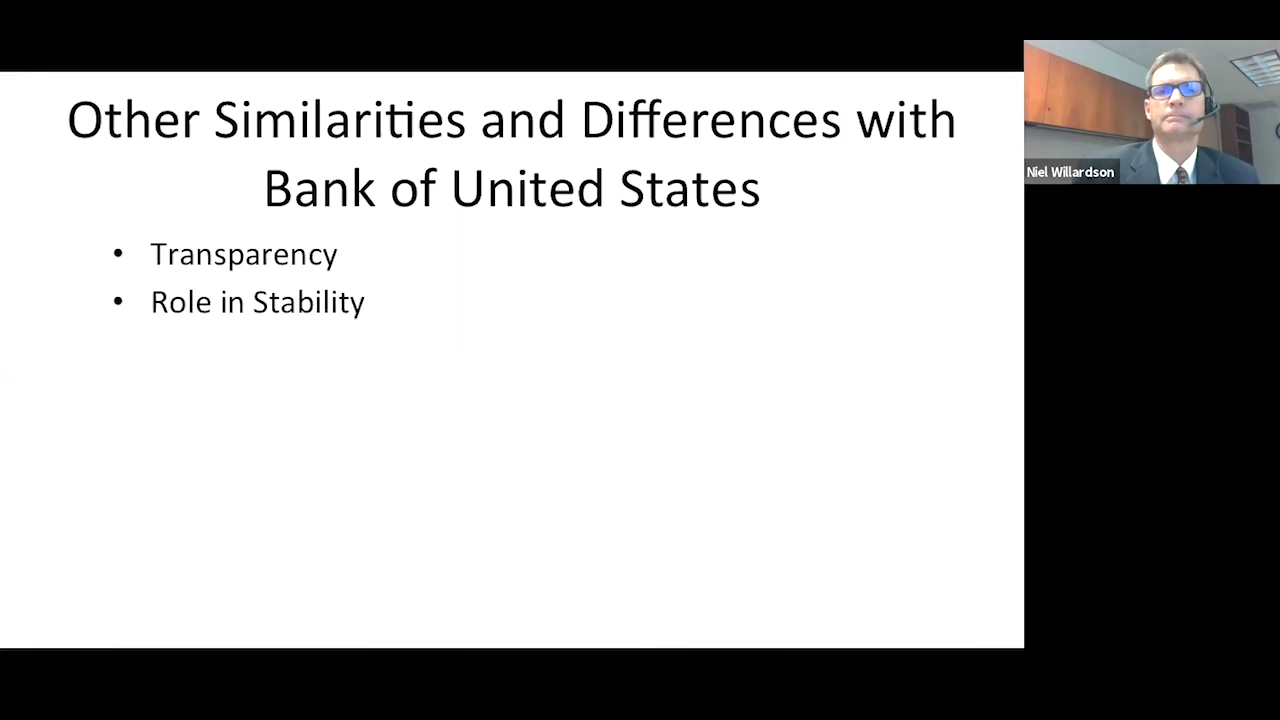 Other Similarities and Differences with
Bank of United States
• Transparency
• Role in Stability
Niel Willardson